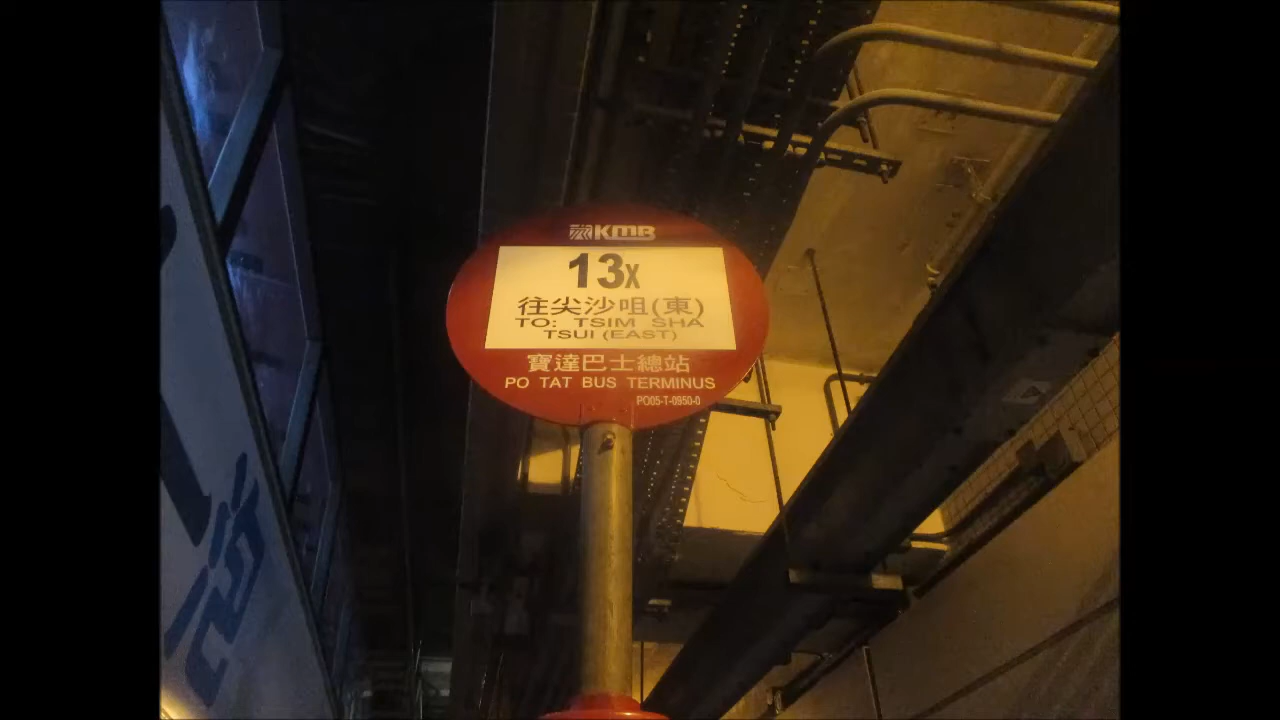 KMB
13X
往尖沙咀(東)
TO: TSIM SHA
TSUI (EAST)
寶達巴士總站
PO TAT BUS TERMINUS
PO05-T-0950-0